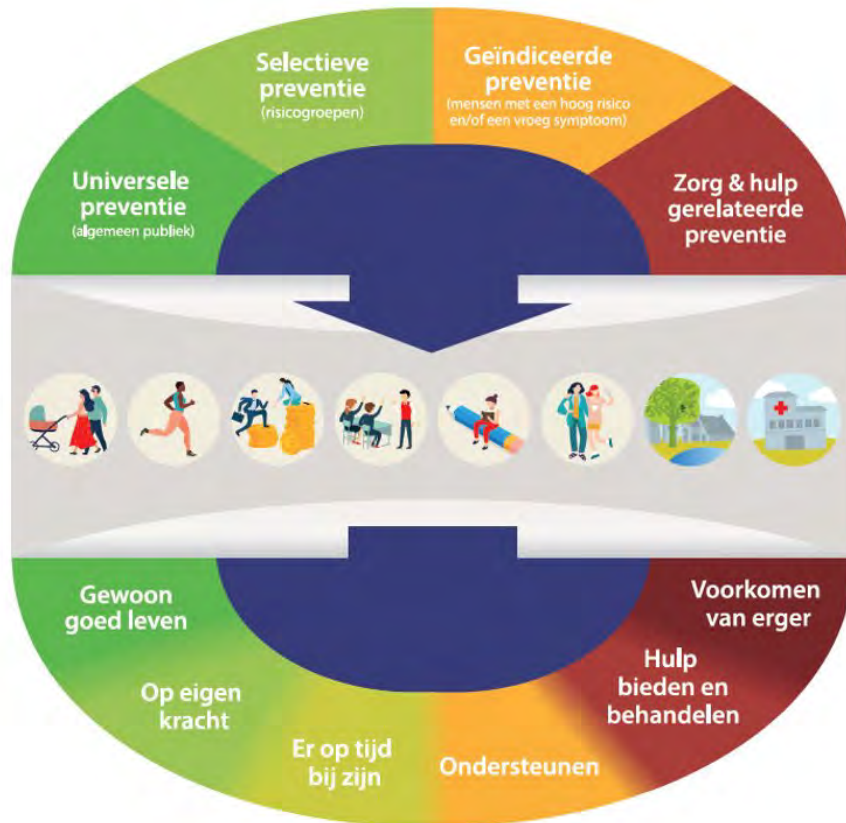 Selectieve
preventie
(risicogroepen)
Geïndiceerde
preventie
(mensen met een hoog risico
en/of een vroeg symptoom)
Universele
preventie
(algemeen publiek)
Zorg & hulp
gerelateerde
preventie
Gewoon
goed leven
Op eigen
kracht
Er op tijd
bij zijn
Ondersteunen
Hulp
bieden en
behandelen
Voorkomen
van erger